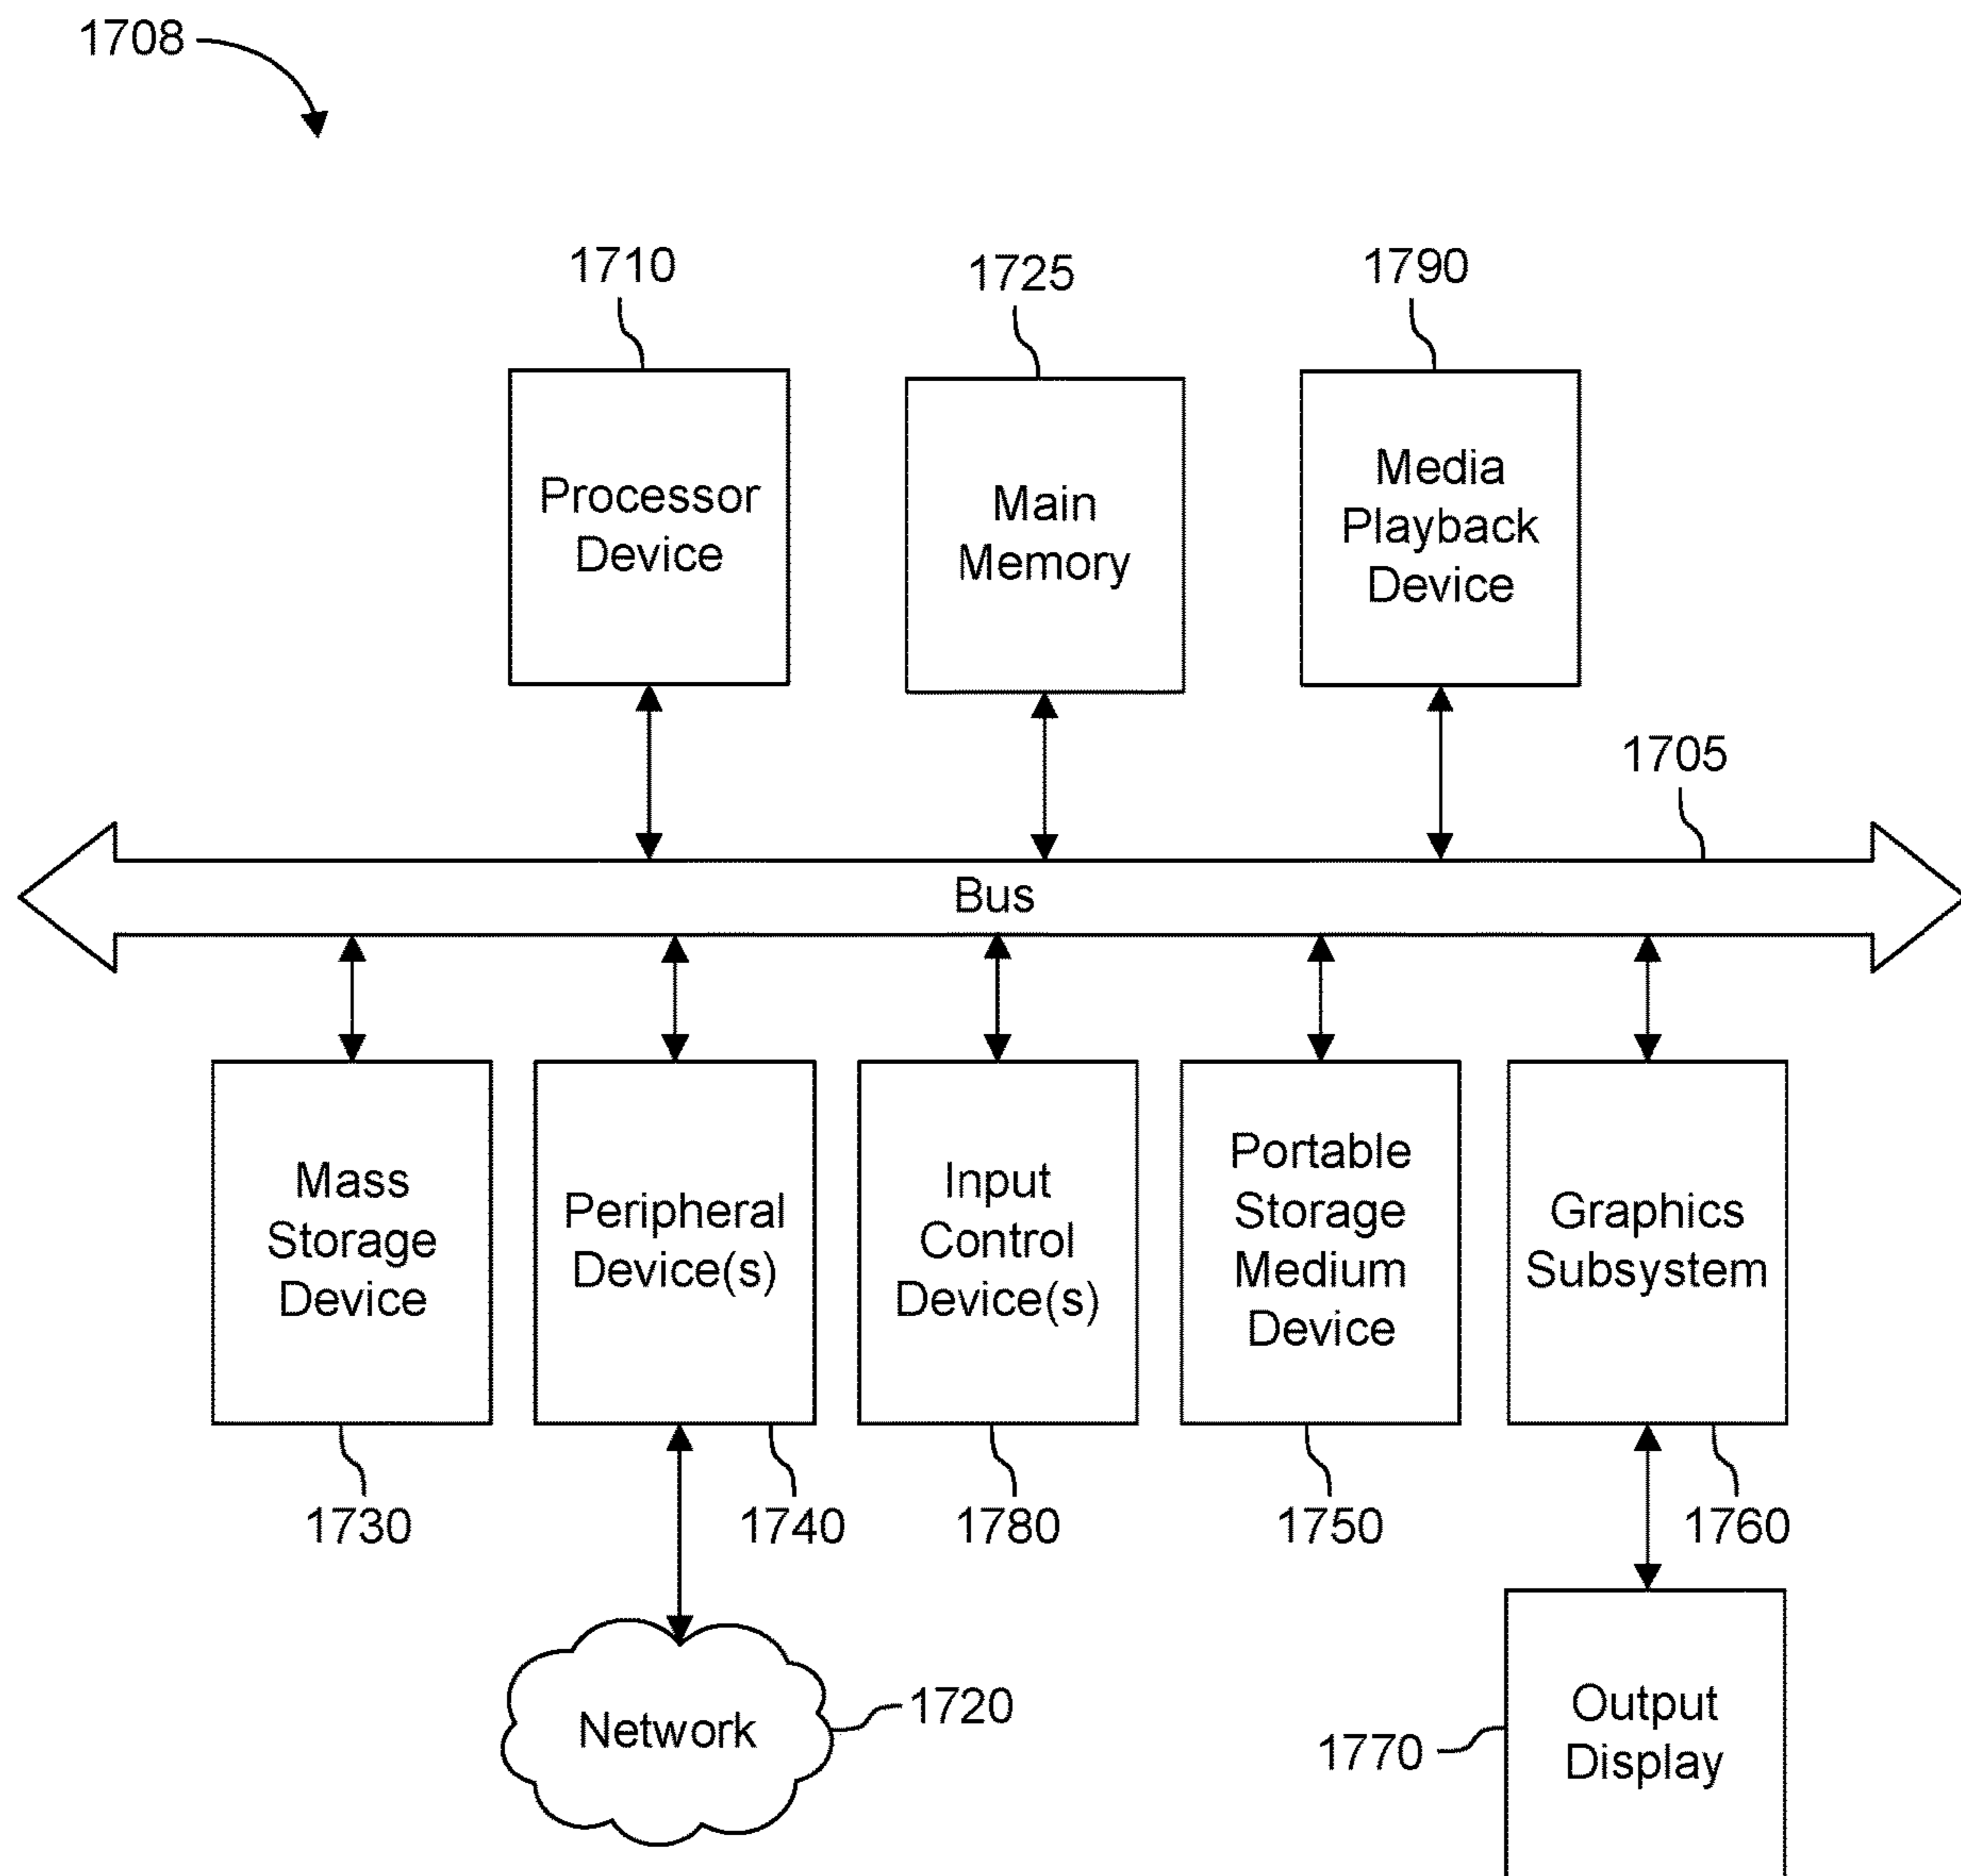 1708
1710
1725
1790
Processor
Device
Main
Memory
Media
Playback
Device
1705
Bus
Mass
Storage
Device
Peripheral
Device(s)
Input
Control
Device(s)
Portable
Storage
Medium
Device
Graphics
Subsystem
1730
1740
1780
1750
1760
Network
1720
1770
Output
Display